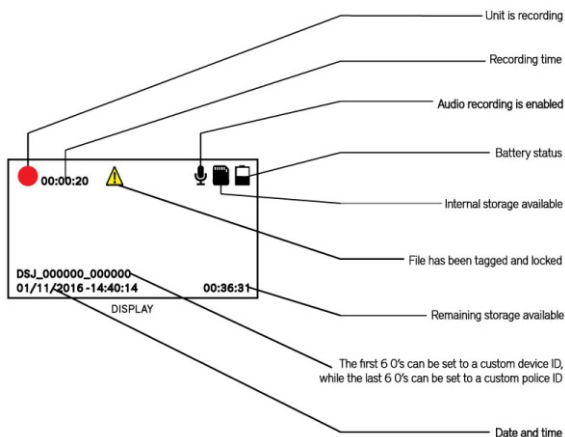 Unit is recording
Recording time
Audio recording is enabled
Battery status
Internal storage available
File has been tagged and locked
Remaining storage available
The first 6 0's can be set to a custom device ID,
while the last 6 0's can be set to a custom police ID
Date and time
00:00:20
DSJ_000000_000000
01/11/2016 -14:40:14 00:36:31
DISPLAY